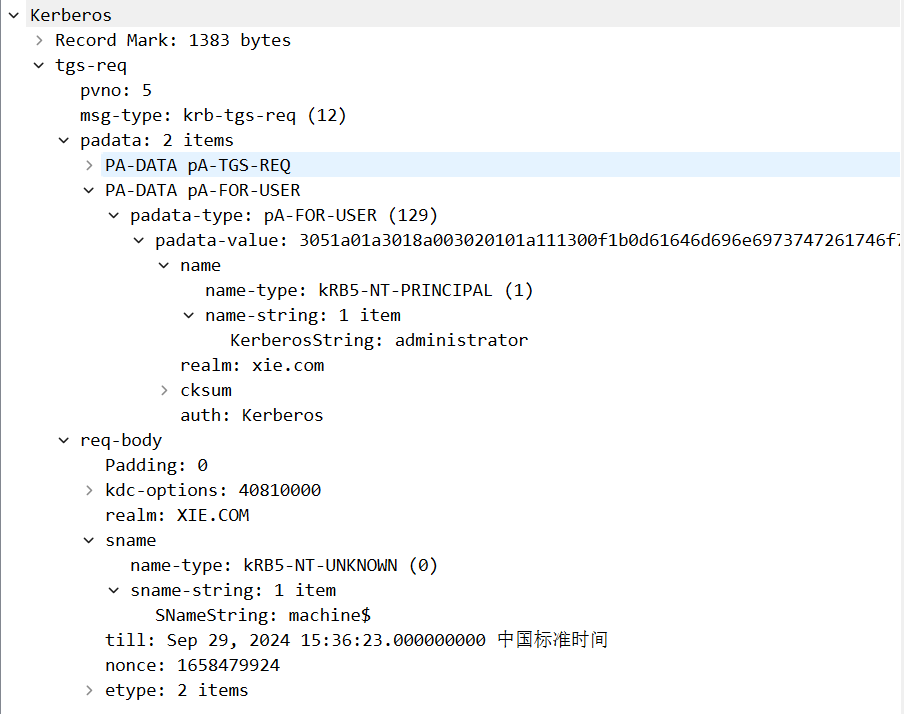 Kerberos
Record Mark: 1383 bytes
tgs-req
pvno: 5
msg-type: krb-tgs-req (12)
padata: 2 items
PA-DATA pA-TGS-REQ
PA-DATA pA-FOR-USER
padata-type: pA-FOR-USER (129)
padata-value: 3051a01a3018a003020101a111300f1b0d61646d696e6973747261746f7
name
name-type: kRB5-NT-PRINCIPAL (1)
name-string: 1 item
KerberosString: administrator
realm: xie.com
cksum
auth: Kerberos
req-body
Padding: 0
kdc-options: 40810000
realm: XIE.COM
sname
name-type: kRB5-NT-UNKNOWN (0)
sname-string: 1 item
SNameString: machine$
till: Sep 29, 2024 15:36:23.000000000 中国标准时间
nonce: 1658479924
etype: 2 items